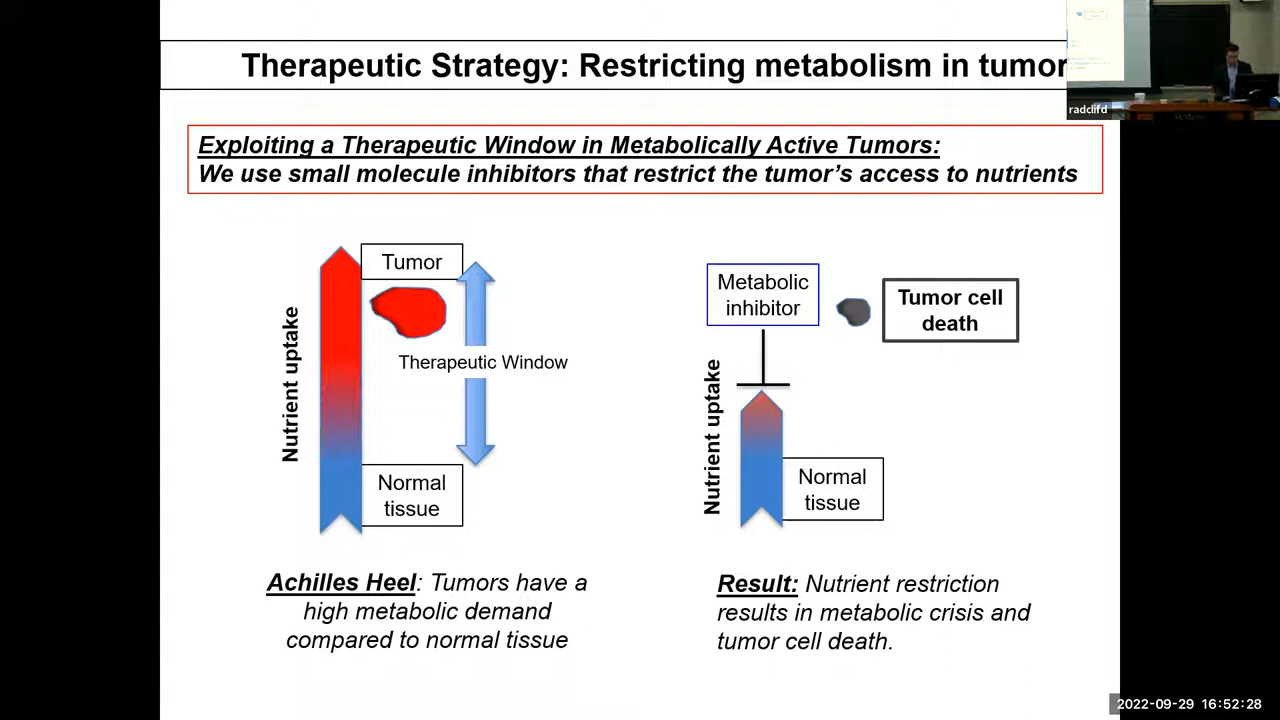 Therapeutic Strategy: Restricting metabolism in tumor
radclifd
Exploiting a Therapeutic Window in Metabolically Active Tumors:
We use small molecule inhibitors that restrict the tumor's access to nutrients
Nutrient uptake
Tumor
Therapeutic Window
Normal
tissue
Achilles Heel: Tumors have a
high metabolic demand
compared to normal tissue
Metabolic
inhibitor
Tumor cell
death
Nutrient uptake
Normal
tissue
Result: Nutrient restriction
results in metabolic crisis and
tumor cell death.
2022-09-29 16:52:28